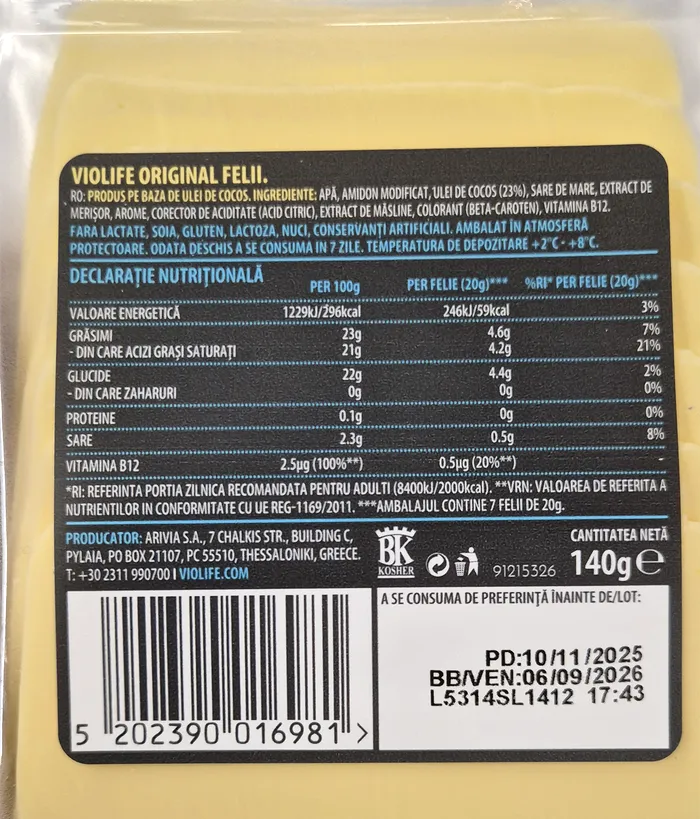 VIOLIFE ORIGINAL FELII.
RO: PRODUS PE BAZA DE ULEI DE COCOS. INGREDIENTE: APĂ, AMIDON MODIFICAT, ULEI DE COCOS (23%), SARE DE MARE, EXTRACT DE
MERIȘOR, AROME, CORECTOR DE ACIDITATE (ACID CITRIC), EXTRACT DE MĂSLINE, COLORANT (BETA-CAROTEN), VITAMINA B12.
FARA LACTATE, SOIA, GLUTEN, LACTOZA, NUCI, CONSERVANȚI ARTIFICIALI. AMBALAT ÎN ATMOSFERĂ
PROTECTOARE. ODATA DESCHIS A SE CONSUMA IN 7 ZILE. TEMPERATURA DE DEPOZITARE +2°C - +8°C.
DECLARAȚIE NUTRIȚIONALĂ PER 100g PER FELIE (20g)*** %RI* PER FELIE (20g)***
VALOARE ENERGETICĂ 1229kJ/296kcal 246kJ/59kcal 3%
GRĂSIMI 23g 4.6g 7%
- DIN CARE ACIZI GRAȘI SATURAȚI 21g 4.2g 21%
GLUCIDE 22g 4.4g 2%
- DIN CARE ZAHARURI 0g 0g 0%
PROTEINE 0.1g 0g 0%
SARE 2.3g 0.5g 8%
VITAMINA B12 2.5µg (100%**) 0.5µg (20%**)
*RI: REFERINTA PORTIA ZILNICA RECOMANDATA PENTRU ADULTI (8400kJ/2000kcal). **VRN: VALOAREA DE REFERITA A
NUTRIENTILOR IN CONFORMITATE CU UE REG-1169/2011. ***AMBALAJUL CONTINE 7 FELII DE 20g.
PRODUCATOR: ARIVIA S.A., 7 CHALKIS STR., BUILDING C,
PYLAIA, PO BOX 21107, PC 55510, THESSALONIKI, GREECE.
T: +30 2311 990700 I VIOLIFE.COM
BK
KOSHER
91215326
CANTITATEA NETĂ
140g e
A SE CONSUMA DE PREFERINȚĂ ÎNAINTE DE/LOT:
PD:10/11/2025
BB/VEN:06/09/2026
L5314SL1412 17:43
5 202390 016981 >